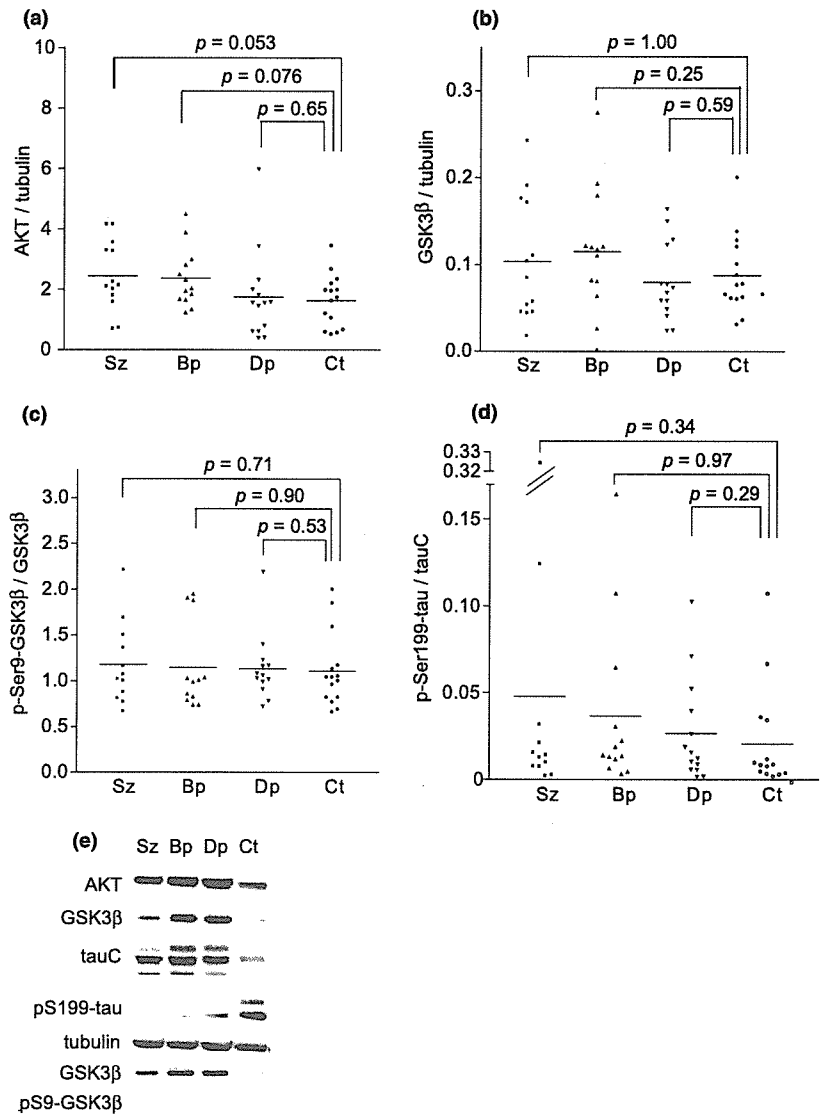 (a)
p = 0.053
p = 0.076
p = 0.65
10
8
6
4
2
0
AKT / tubulin
Sz Bp Dp Ct
(b)
p = 1.00
p = 0.25
p = 0.59
0.3
0.2
0.1
0.0
GSK3β / tubulin
Sz Bp Dp Ct
(c)
p = 0.71
p = 0.90
p = 0.53
3.0
2.5
2.0
1.5
1.0
0.5
0.0
p-Ser9-GSK3β / GSK3β
Sz Bp Dp Ct
(d)
p = 0.34
p = 0.97
p = 0.29
0.33
0.32
0.15
0.10
0.05
0
p-Ser199-tau / tauC
Sz Bp Dp Ct
(e)
Sz Bp Dp Ct
AKT
GSK3β
tauC
pS199-tau
tubulin
GSK3β
pS9-GSK3β